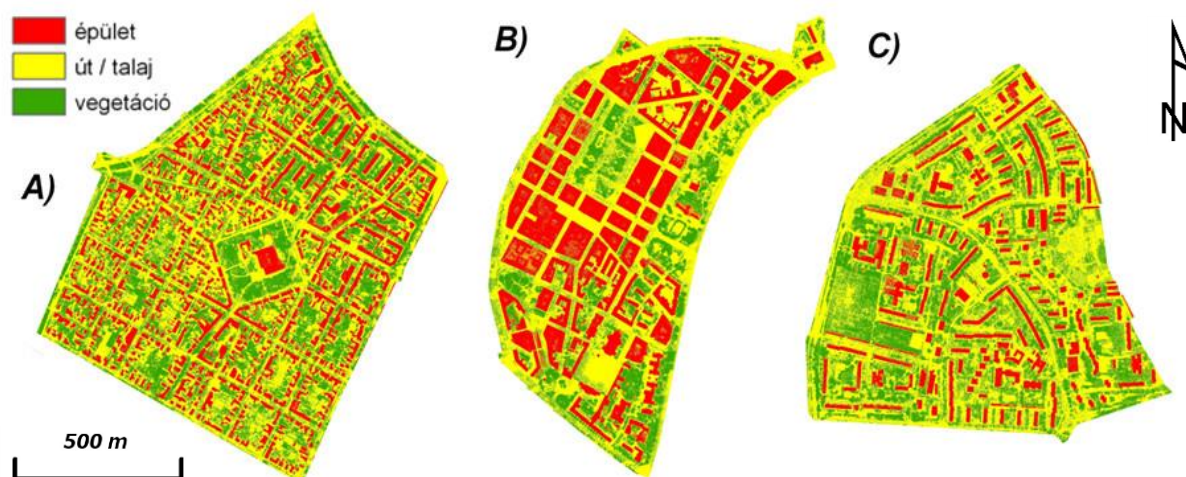 épület
út / talaj
vegetáció
A)
B)
C)
N
500 m